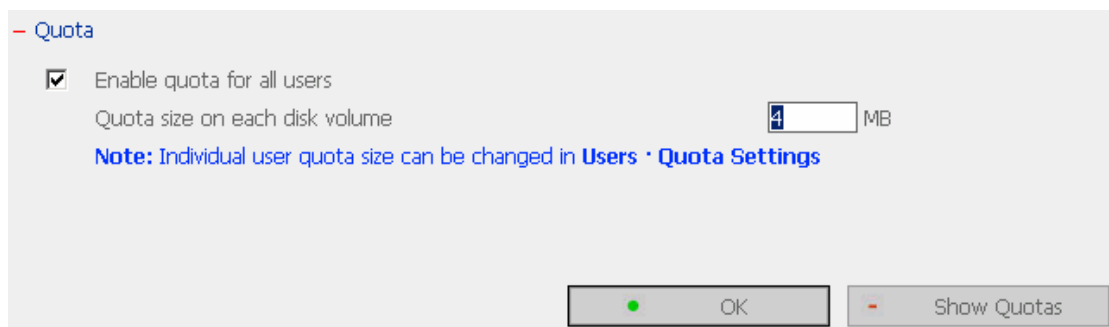 – Quota
Enable quota for all users
Quota size on each disk volume 4 MB
Note: Individual user quota size can be changed in Users · Quota Settings
OK - Show Quotas